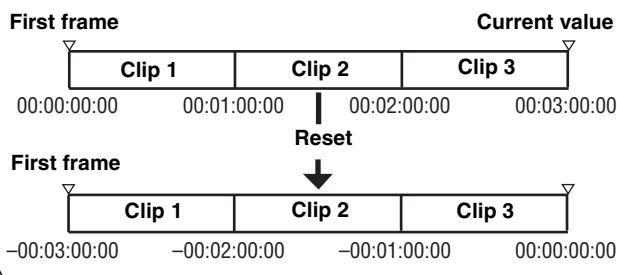 First frame Current value
Clip 1 Clip 2 Clip 3
00:00:00:00 00:01:00:00 00:02:00:00 00:03:00:00
Reset
First frame
Clip 1 Clip 2 Clip 3
–00:03:00:00 –00:02:00:00 –00:01:00:00 00:00:00:00